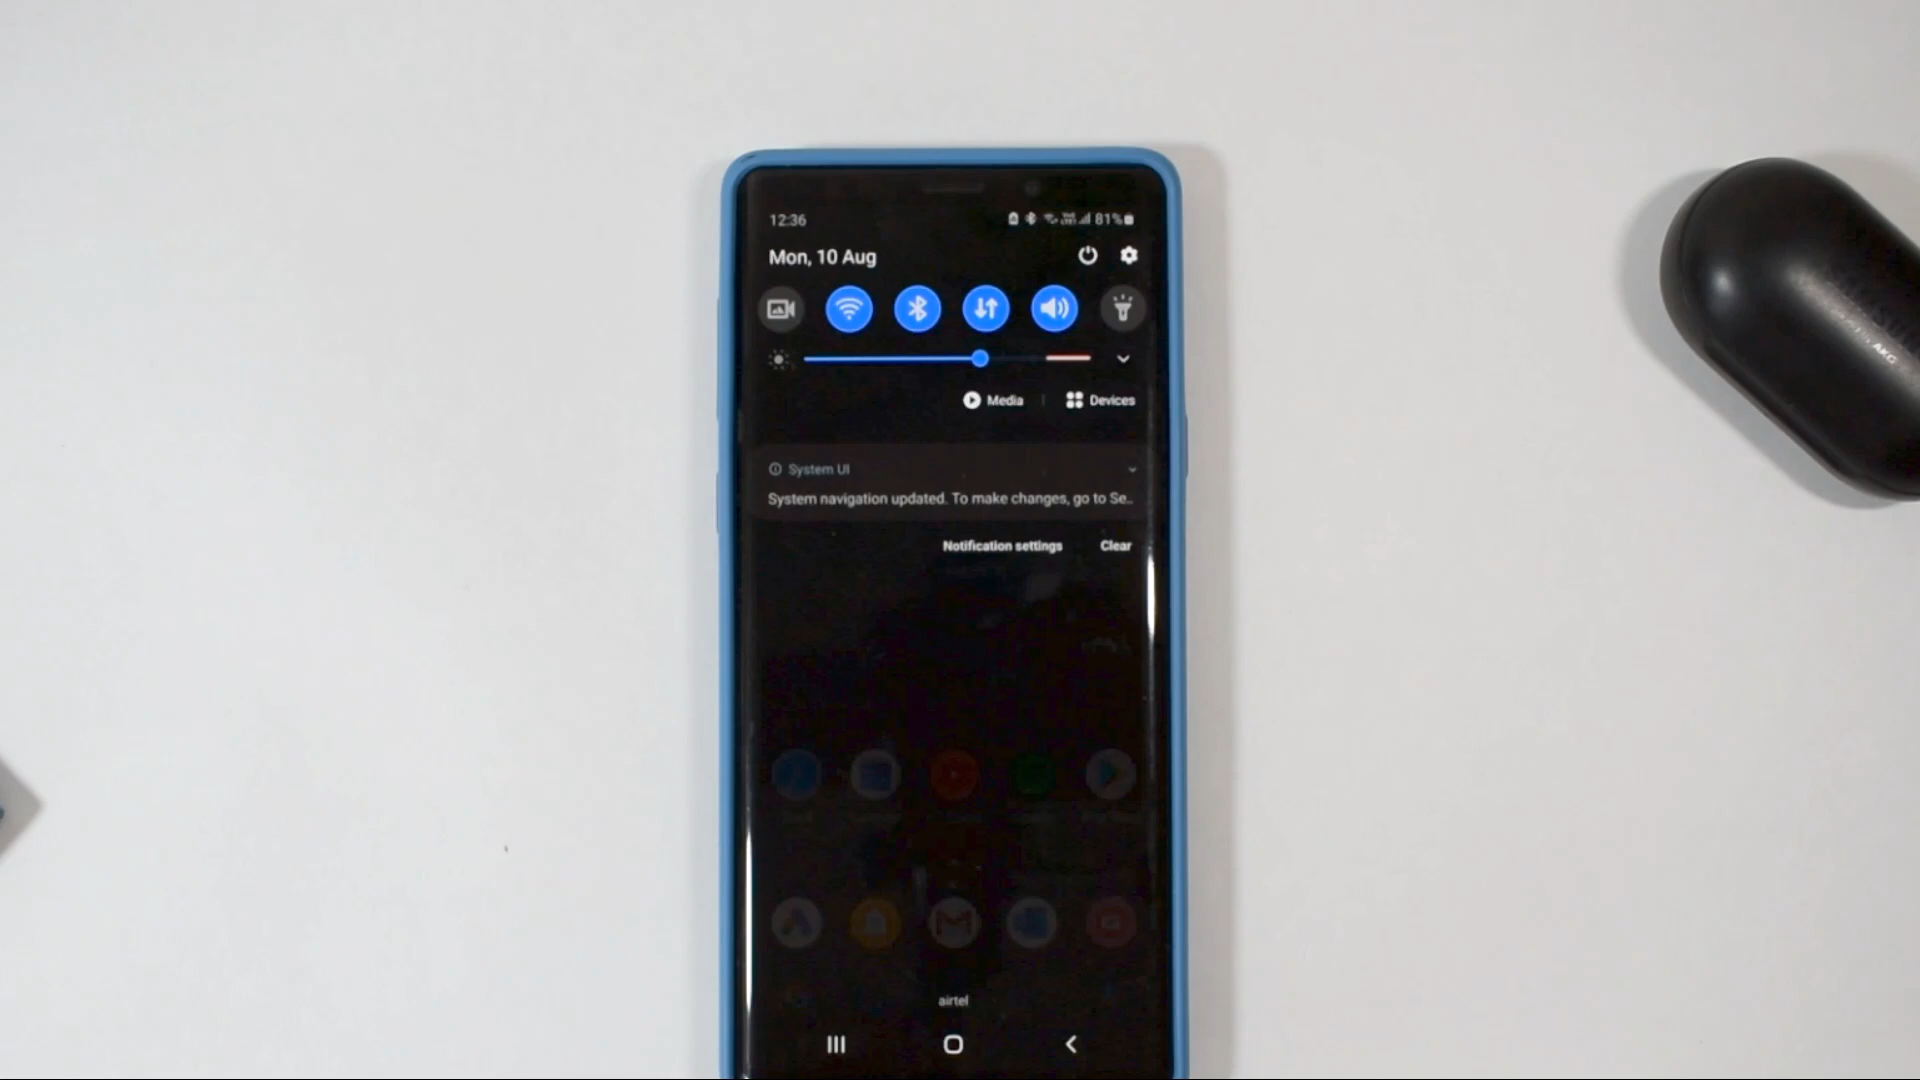 12:36 81%
Mon, 10 Aug
Media | Devices
System UI
System navigation updated. To make changes, go to Se..
Notification settings Clear
airtel
AKG